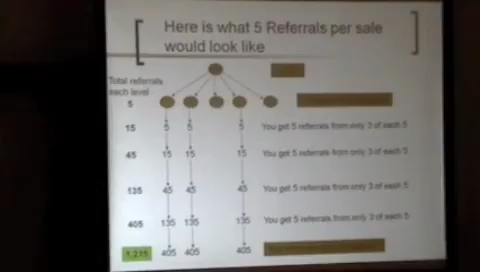 Here is what 5 Referrals per sale
would look like
Total referrals
each level
5
15 5 5 5 You get 5 referrals from only 3 of each 5
45 15 15 15 You get 5 referrals from only 3 of each 5
135 45 45 45 You get 5 referrals from only 3 of each 5
405 135 135 135 You get 5 referrals from only 3 of each 5
1,215 405 405 405